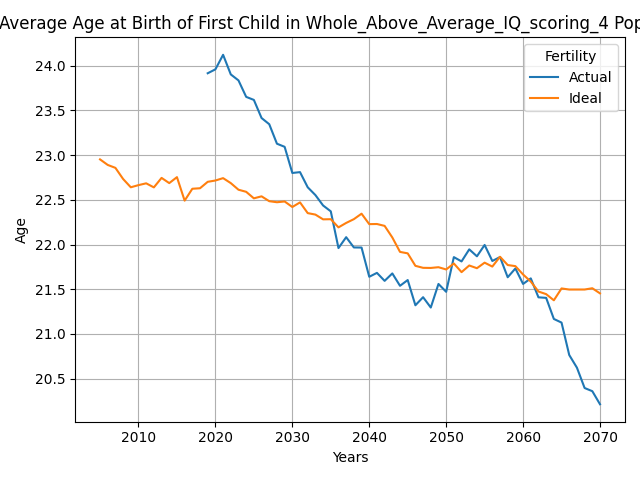 Average Age at Birth of First Child in Whole_Above_Average_IQ_scoring_4 Pop
Fertility
Actual
Ideal
24.0
23.5
23.0
22.5
22.0
21.5
21.0
20.5
Age
2010 2020 2030 2040 2050 2060 2070
Years